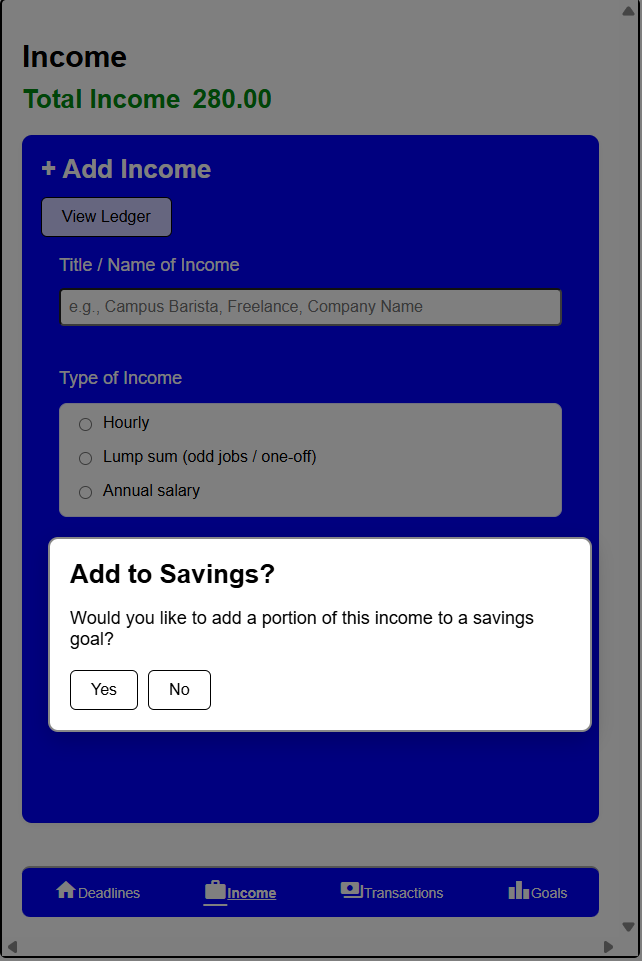 Income
Total Income 280.00
+ Add Income
View Ledger
Title / Name of Income
e.g., Campus Barista, Freelance, Company Name
Type of Income
Hourly
Lump sum (odd jobs / one-off)
Annual salary
Add to Savings?
Would you like to add a portion of this income to a savings
goal?
Yes No
Deadlines Income Transactions Goals